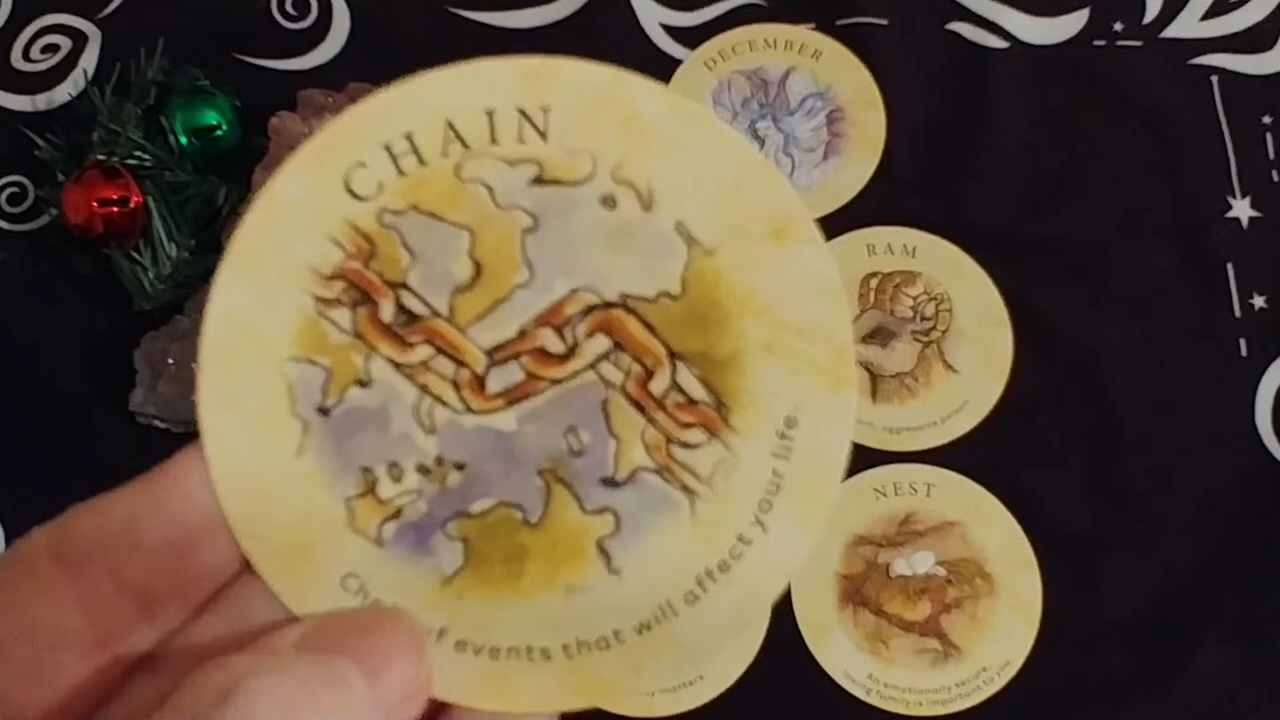 CHAIN
of events that will affect your life.
DECEMBER
RAM
aggressive person
NEST
An emotionally secure,
loving family is important to you
matters